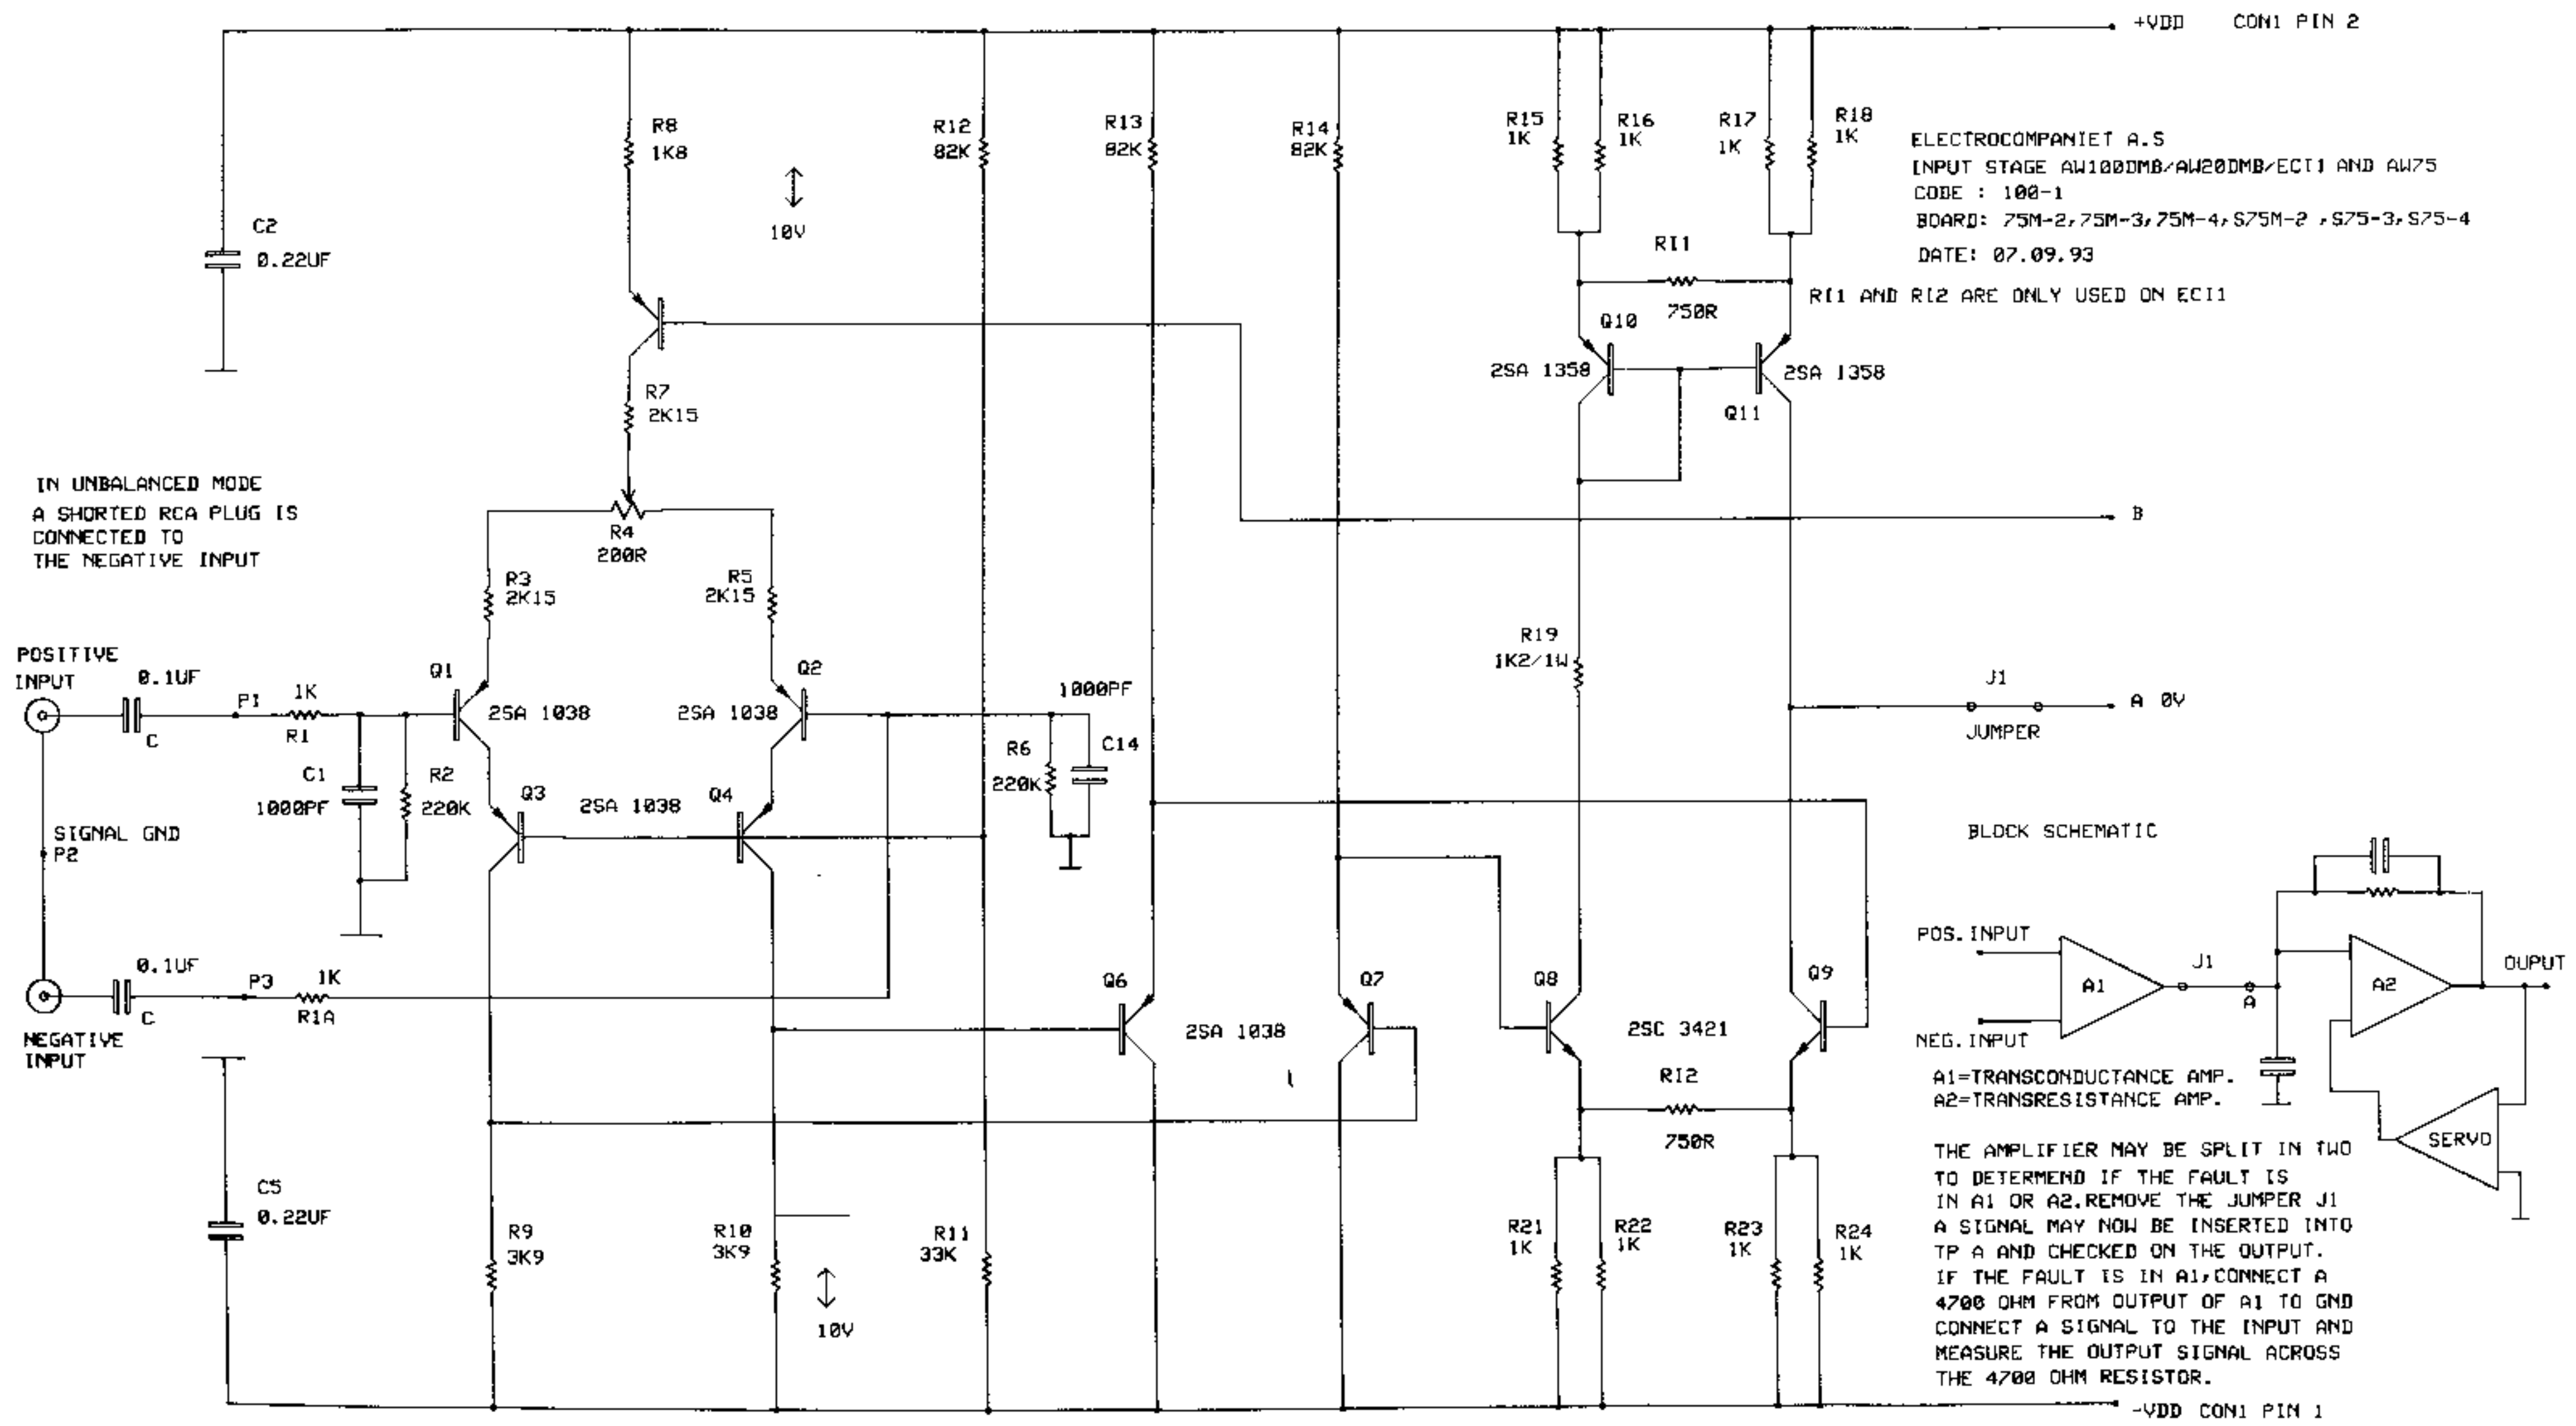 +VDD CON1 PIN 2
R8
1K8
10V
R12
82K
R13
82K
R14
82K
R15
1K
R16
1K
R17
1K
R18
1K
ELECTROCOMPANIET A.S
INPUT STAGE AW100DMB/AW20DMB/ECI1 AND AW75
CODE : 100-1
BOARD: 75M-2,75M-3,75M-4,S75M-2 ,S75-3,S75-4
DATE: 07.09.93
C2
0.22UF
RI1
750R
RI1 AND RI2 ARE ONLY USED ON ECI1
Q10
2SA 1358
2SA 1358
Q11
R7
2K15
IN UNBALANCED MODE
A SHORTED RCA PLUG IS
CONNECTED TO
THE NEGATIVE INPUT
R4
200R
B
R3
2K15
R5
2K15
R19
1K2/1W
POSITIVE
INPUT
0.1UF
C
P1
1K
R1
Q1
2SA 1038
Q2
2SA 1038
1000PF
C14
R6
220K
J1
JUMPER
A 0V
C1
1000PF
R2
220K
Q3
2SA 1038
Q4
SIGNAL GND
P2
BLOCK SCHEMATIC
0.1UF
C
P3
1K
R1A
NEGATIVE
INPUT
Q6
2SA 1038
Q7
Q8
2SC 3421
Q9
RI2
750R
POS.INPUT
NEG.INPUT
A1
J1
A
A2
OUPUT
SERVO
A1=TRANSCONDUCTANCE AMP.
A2=TRANSRESISTANCE AMP.
THE AMPLIFIER MAY BE SPLIT IN TWO
TO DETERMEND IF THE FAULT IS
IN A1 OR A2.REMOVE THE JUMPER J1
A SIGNAL MAY NOW BE INSERTED INTO
TP A AND CHECKED ON THE OUTPUT.
IF THE FAULT IS IN A1,CONNECT A
4700 OHM FROM OUTPUT OF A1 TO GND
CONNECT A SIGNAL TO THE INPUT AND
MEASURE THE OUTPUT SIGNAL ACROSS
THE 4700 OHM RESISTOR.
C5
0.22UF
R9
3K9
R10
3K9
10V
R11
33K
R21
1K
R22
1K
R23
1K
R24
1K
-VDD CON1 PIN 1